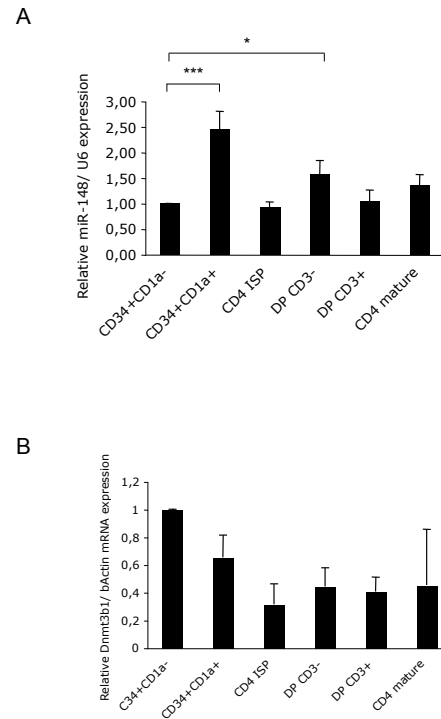 A
*
***
Relative miR-148/ U6 expression
3,00
2,50
2,00
1,50
1,00
0,50
0,00
CD34+CD1a-
CD34+CD1a+
CD4 ISP
DP CD3-
DP CD3+
CD4 mature
B
Relative Dnmt3b1/ bActin mRNA expression
1,2
1
0,8
0,6
0,4
0,2
0
C34+CD1a-
CD34+CD1a+
CD4 ISP
DP CD3-
DP CD3+
CD4 mature